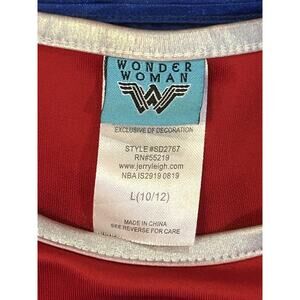 WONDER
WOMAN
EXCLUSIVE OF DECORATION
STYLE #SD2767
RN#55219
www.jerryleigh.com
NBA IS2919 0819
L(10/12)
MADE IN CHINA
SEE REVERSE FOR CARE